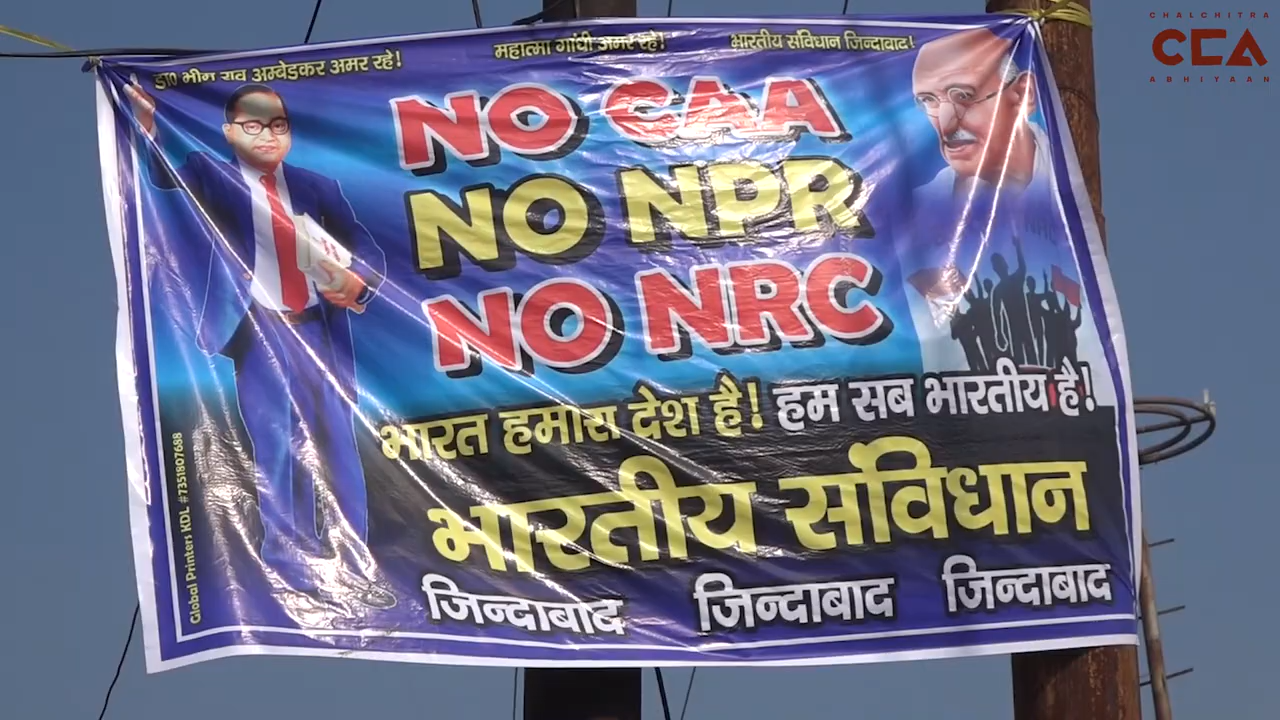 डा० भीम राव अम्बेडकर अमर रहे!
महात्मा गांधी अमर रहे!
भारतीय संविधान जिन्दाबाद!
NO CAA
NO NPR
NO NRC
भारत हमारा देश है! हम सब भारतीय है!
भारतीय संविधान
जिन्दाबाद जिन्दाबाद जिन्दाबाद
Global Printers KDL #7351807688
CHALCHITRA
CCA
ABHIYAAN